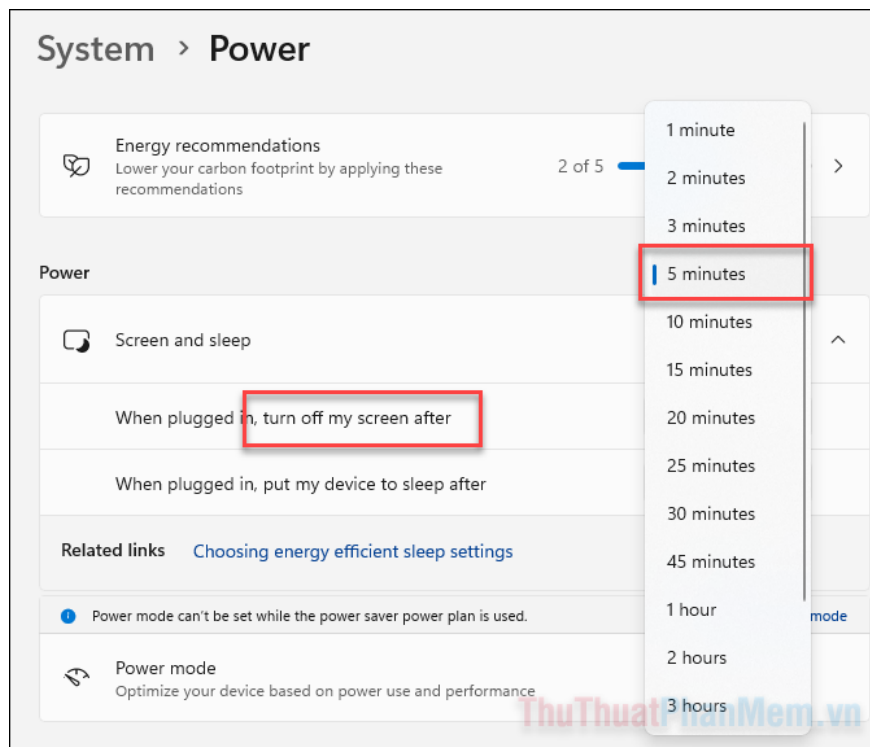 System > Power
Energy recommendations
Lower your carbon footprint by applying these
recommendations
2 of 5
Power
Screen and sleep
When plugged in, turn off my screen after
When plugged in, put my device to sleep after
Related links Choosing energy efficient sleep settings
Power mode can't be set while the power saver power plan is used.
mode
Power mode
Optimize your device based on power use and performance
1 minute
2 minutes
3 minutes
5 minutes
10 minutes
15 minutes
20 minutes
25 minutes
30 minutes
45 minutes
1 hour
2 hours
3 hours
ThuThuatPhanMem.vn